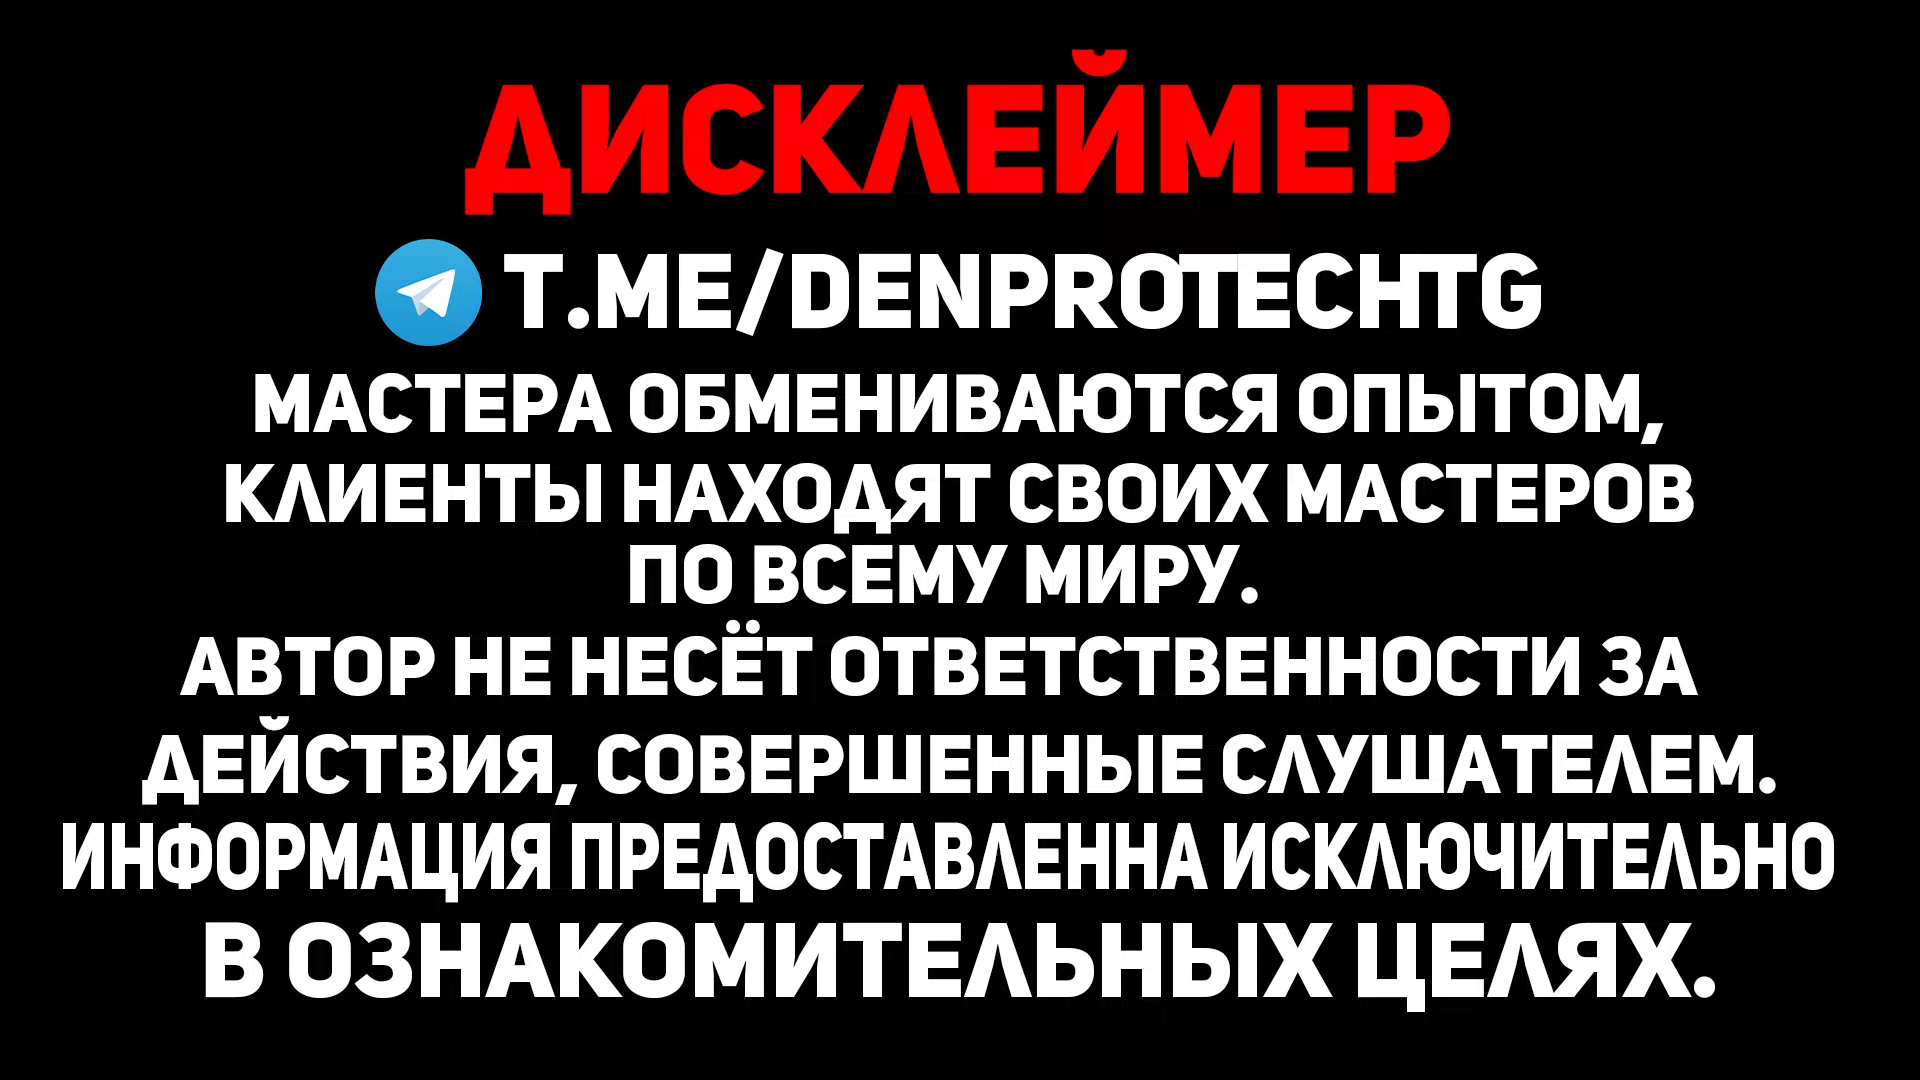 ДИСКЛЕЙМЕР
T.ME/DENPROTECHTG
МАСТЕРА ОБМЕНИВАЮТСЯ ОПЫТОМ,
КЛИЕНТЫ НАХОДЯТ СВОИХ МАСТЕРОВ
ПО ВСЕМУ МИРУ.
АВТОР НЕ НЕСЁТ ОТВЕТСТВЕННОСТИ ЗА
ДЕЙСТВИЯ, СОВЕРШЕННЫЕ СЛУШАТЕЛЕМ.
ИНФОРМАЦИЯ ПРЕДОСТАВЛЕННА ИСКЛЮЧИТЕЛЬНО
В ОЗНАКОМИТЕЛЬНЫХ ЦЕЛЯХ.